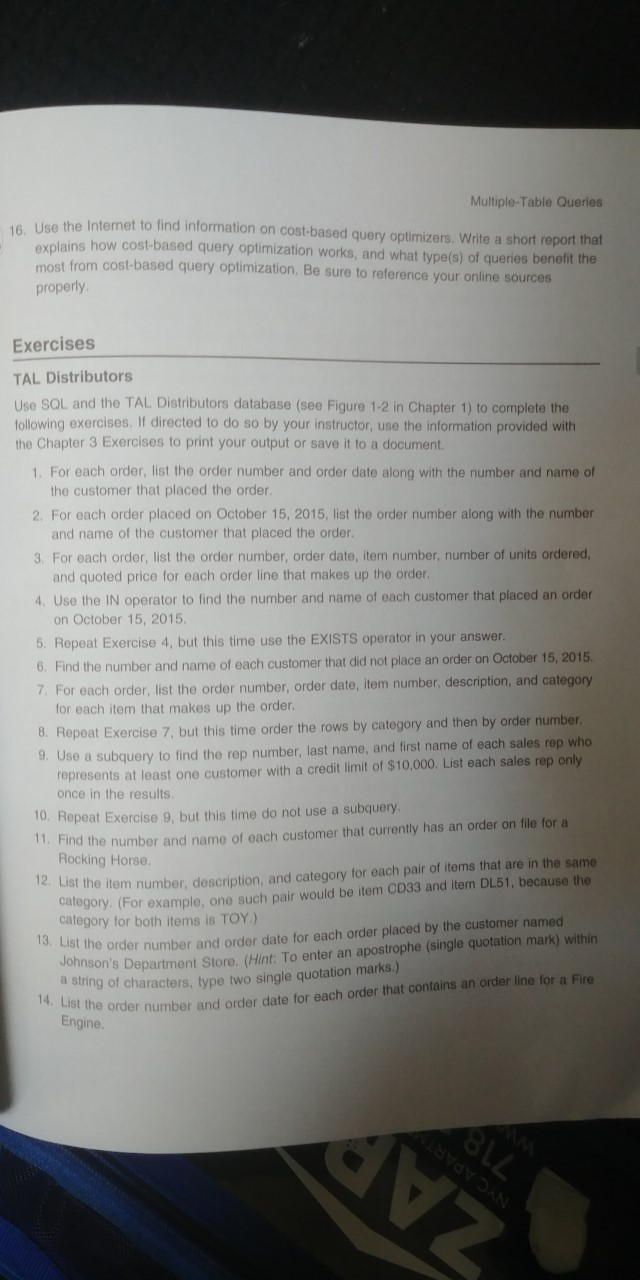 Multiple-Table Queries
16. Use the Internet to find information on cost-based query optimizers. Write a short report that
explains how cost-based query optimization works, and what type(s) of queries benefit the
most from cost-based query optimization. Be sure to reference your online sources
properly.
Exercises
TAL Distributors
Use SQL and the TAL Distributors database (see Figure 1-2 in Chapter 1) to complete the
following exercises. If directed to do so by your instructor, use the information provided with
the Chapter 3 Exercises to print your output or save it to a document.
1. For each order, list the order number and order date along with the number and name of
the customer that placed the order.
2. For each order placed on October 15, 2015, list the order number along with the number
and name of the customer that placed the order.
3. For each order, list the order number, order date, item number, number of units ordered,
and quoted price for each order line that makes up the order.
4. Use the IN operator to find the number and name of each customer that placed an order
on October 15, 2015.
5. Repeat Exercise 4, but this time use the EXISTS operator in your answer.
6. Find the number and name of each customer that did not place an order on October 15, 2015.
7. For each order, list the order number, order date, item number, description, and category
for each item that makes up the order.
8. Repeat Exercise 7, but this time order the rows by category and then by order number.
9. Use a subquery to find the rep number, last name, and first name of each sales rep who
represents at least one customer with a credit limit of $10,000. List each sales rep only
once in the results.
10. Repeat Exercise 9, but this time do not use a subquery.
11. Find the number and name of each customer that currently has an order on file for a
Rocking Horse.
12. List the item number, description, and category for each pair of items that are in the same
category. (For example, one such pair would be item CD33 and item DL51, because the
category for both items is TOY.)
13. List the order number and order date for each order placed by the customer named
Johnson's Department Store. (Hint: To enter an apostrophe (single quotation mark) within
a string of characters, type two single quotation marks.)
14. List the order number and order date for each order that contains an order line for a Fire
Engine.
ZAR
NYC
718